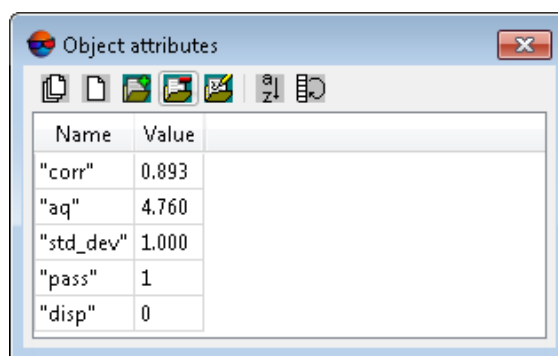 Object attributes
Name Value
"corr" 0.893
"aq" 4.760
"std_dev" 1.000
"pass" 1
"disp" 0